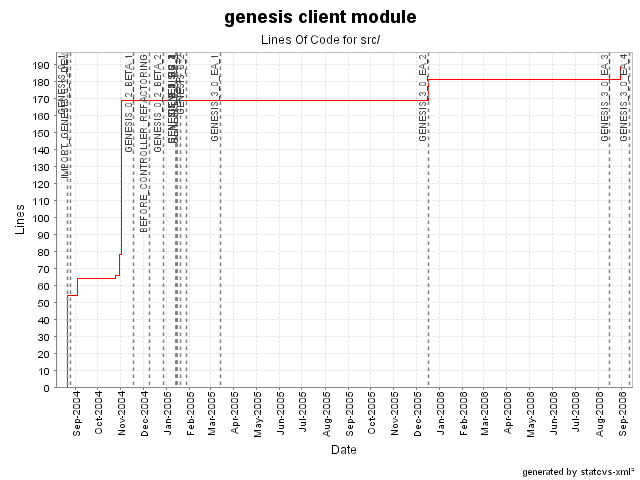 genesis client module
Lines Of Code for src/
Lines
190
180
170
160
150
140
130
120
110
100
90
80
70
60
50
40
30
20
10
0
GENESIS_0_2_BETA_1
BEFORE_CONTROLLER_REFACTORING
GENESIS_0_2_BETA_2
GENESIS_3_0_EA_1
GENESIS_3_0_EA_2
GENESIS_3_0_EA_3
GENESIS_3_0_EA_4
Sep-2004
Oct-2004
Nov-2004
Dec-2004
Jan-2005
Feb-2005
Mar-2005
Apr-2005
May-2005
Jun-2005
Jul-2005
Aug-2005
Sep-2005
Oct-2005
Nov-2005
Dec-2005
Jan-2006
Feb-2006
Mar-2006
Apr-2006
May-2006
Jun-2006
Jul-2006
Aug-2006
Sep-2006
Date
generated by statcvs-xml²